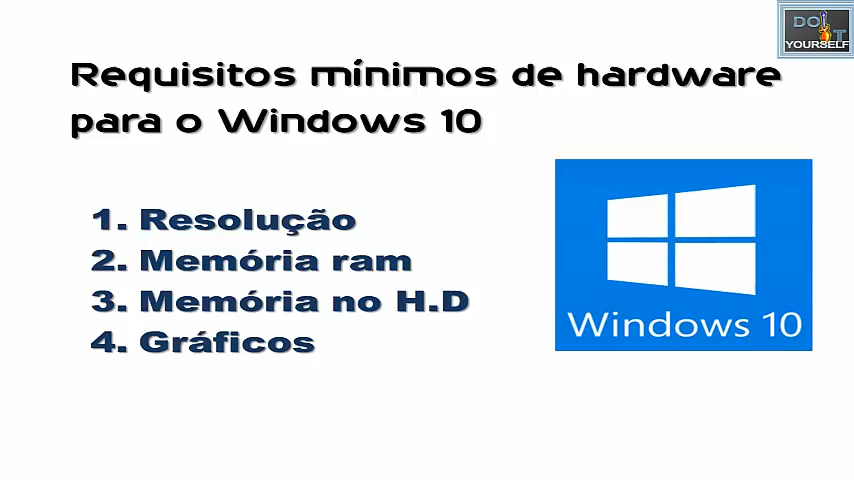 DO IT
YOURSELF
Requisitos mínimos de hardware
para o Windows 10
1. Resolução
2. Memória ram
3. Memória no H.D
4. Gráficos
Windows 10